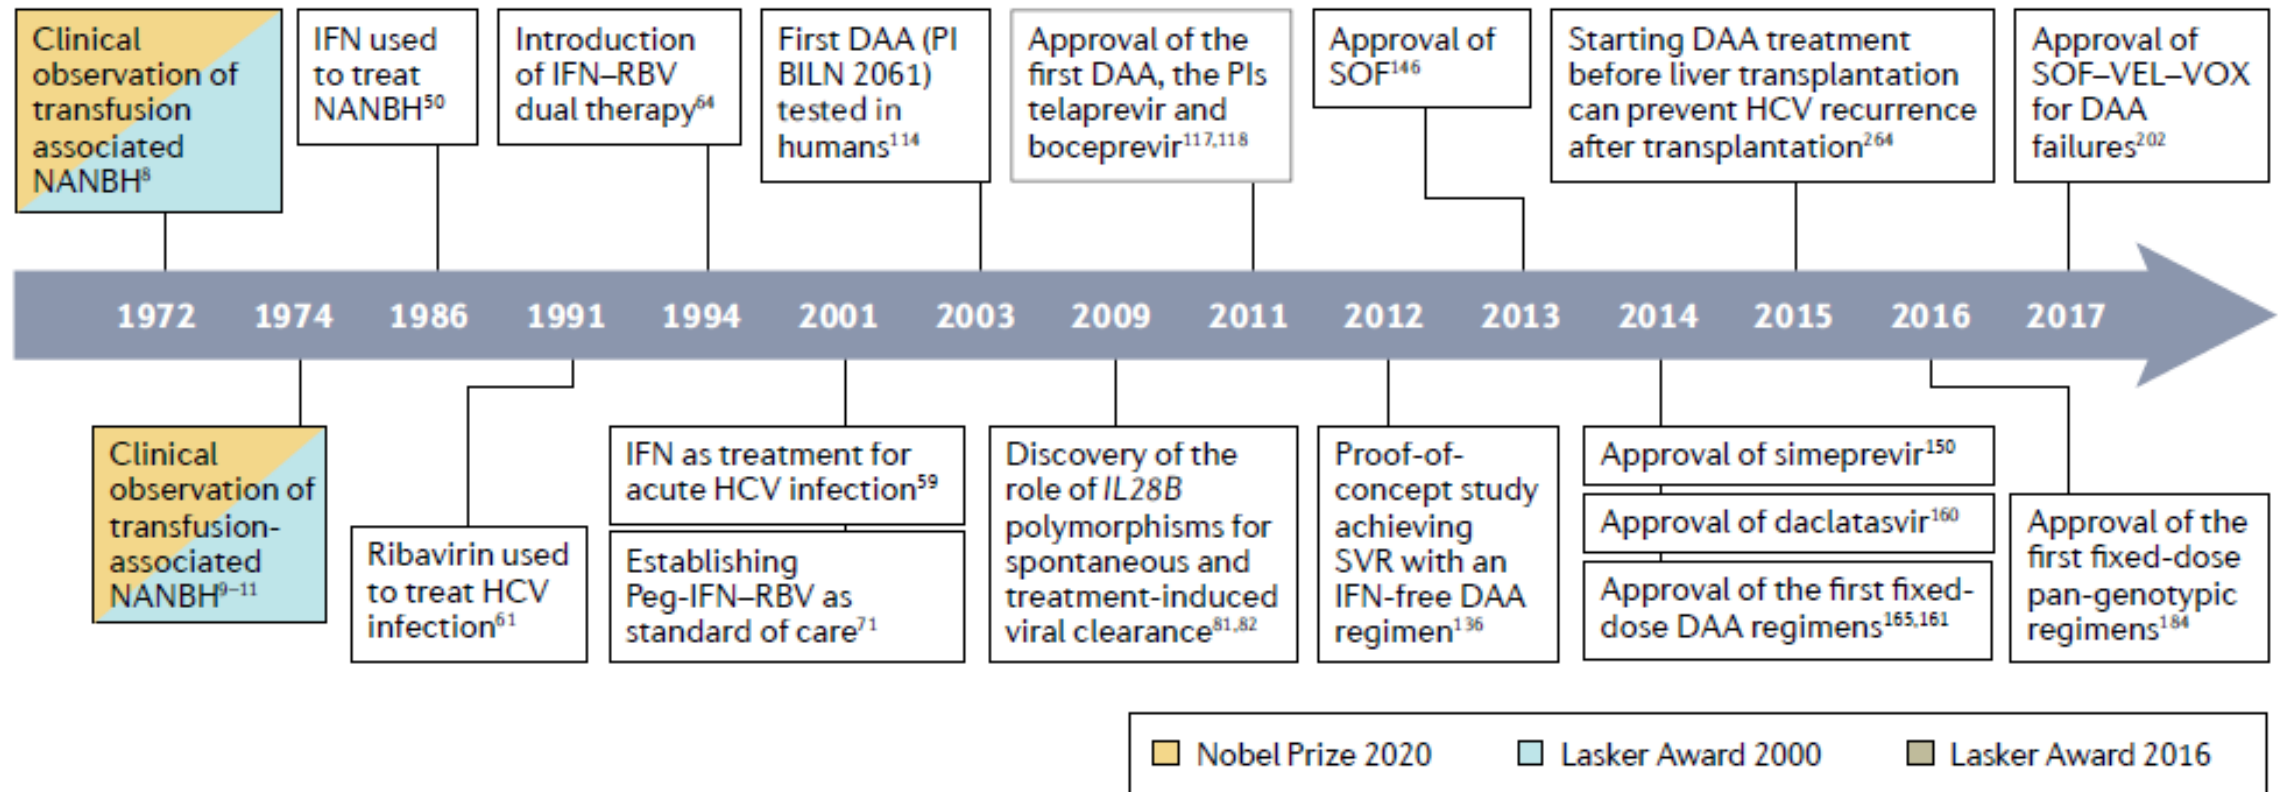 Clinical
observation of
transfusion
associated
NANBH⁸
IFN used
to treat
NANBH⁵⁰
Introduction
of IFN–RBV
dual therapy⁶⁴
First DAA (PI
BILN 2061)
tested in
humans¹¹⁴
Approval of the
first DAA, the PIs
telaprevir and
boceprevir¹¹⁷,¹¹⁸
Approval of
SOF¹⁴⁶
Starting DAA treatment
before liver transplantation
can prevent HCV recurrence
after transplantation²⁶⁴
Approval of
SOF–VEL–VOX
for DAA
failures²⁰²
1972 1974 1986 1991 1994 2001 2003 2009 2011 2012 2013 2014 2015 2016 2017
Clinical
observation of
transfusion-
associated
NANBH⁹–¹¹
Ribavirin used
to treat HCV
infection⁶¹
IFN as treatment for
acute HCV infection⁵⁹
Establishing
Peg-IFN–RBV as
standard of care⁷¹
Discovery of the
role of IL28B
polymorphisms for
spontaneous and
treatment-induced
viral clearance⁸¹,⁸²
Proof-of-
concept study
achieving
SVR with an
IFN-free DAA
regimen¹³⁶
Approval of simeprevir¹⁵⁰
Approval of daclatasvir¹⁶⁰
Approval of the first fixed-
dose DAA regimens¹⁶⁵,¹⁶¹
Approval of the
first fixed-dose
pan-genotypic
regimens¹⁸⁴
Nobel Prize 2020
Lasker Award 2000
Lasker Award 2016